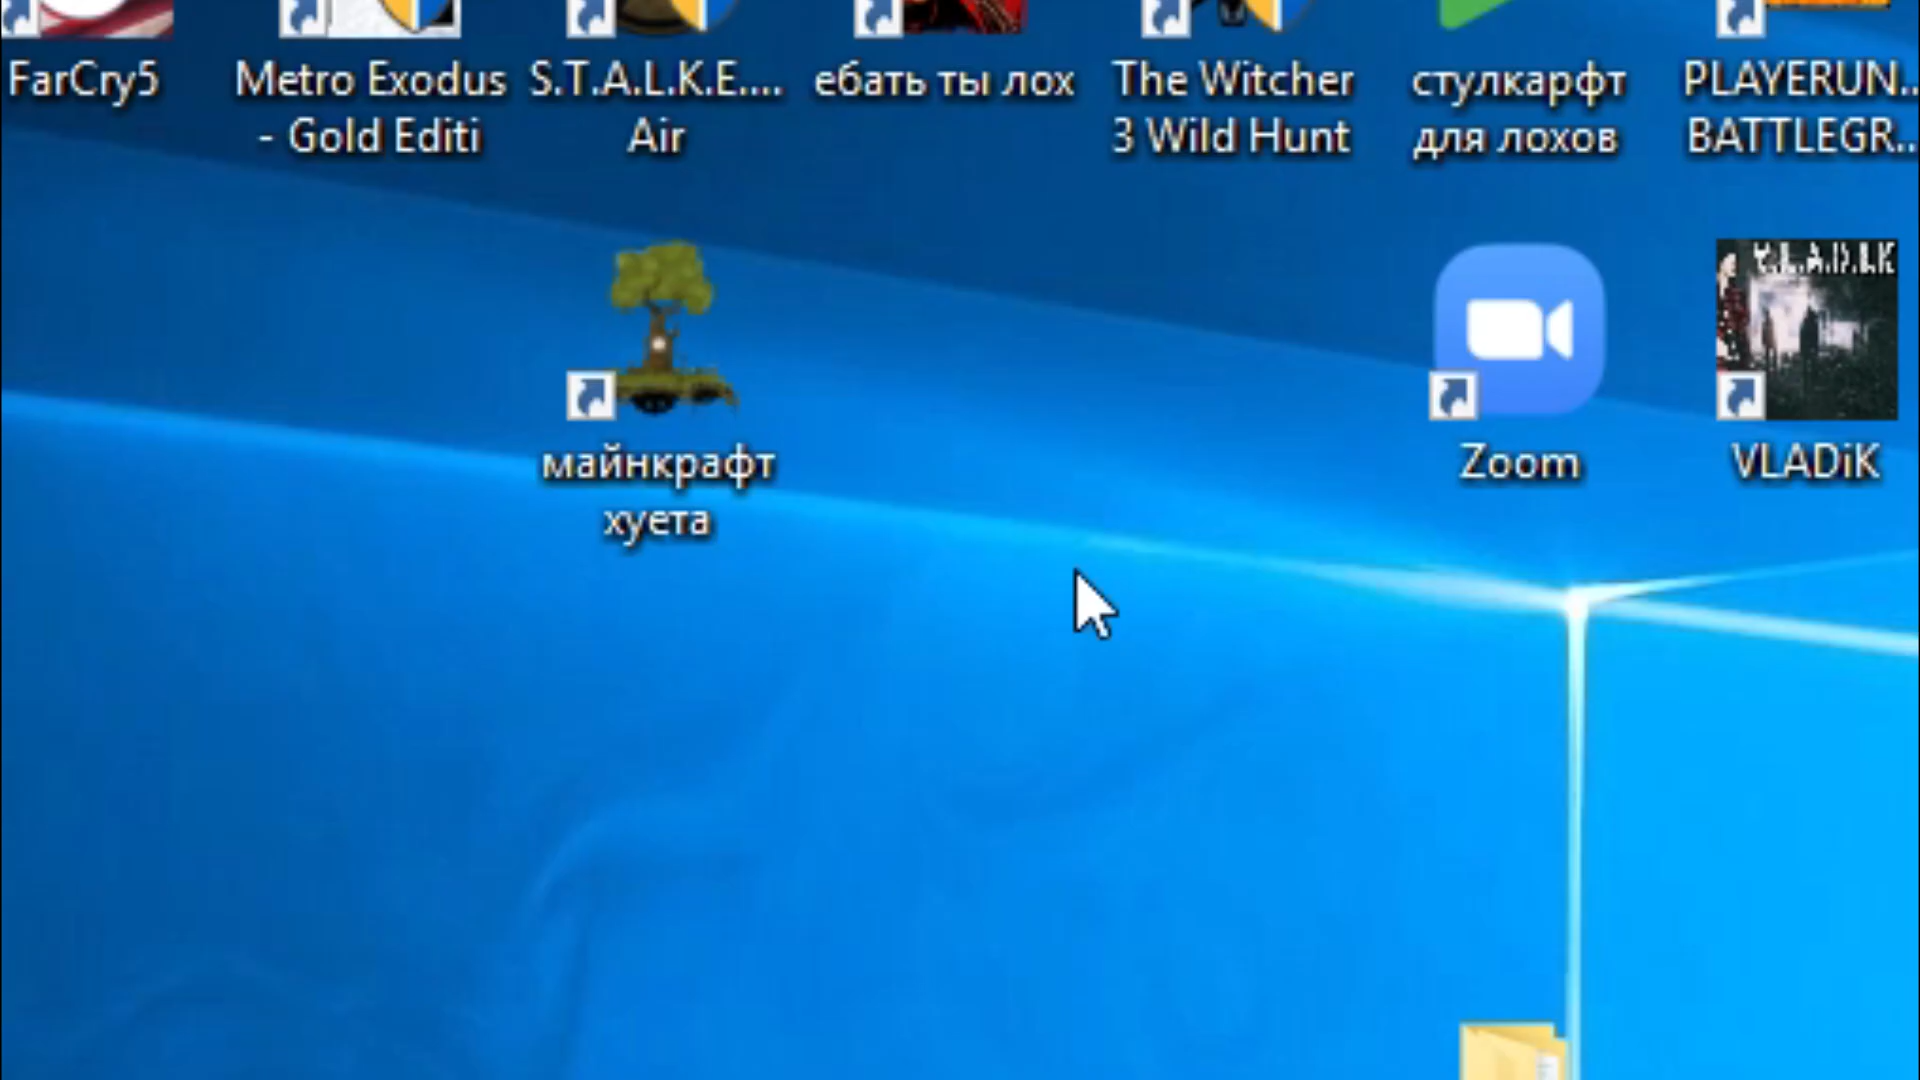 FarCry5
Metro Exodus
- Gold Editi
S.T.A.L.K.E....
Air
ебать ты лох
The Witcher
3 Wild Hunt
стулкарфт
для лохов
PLAYERUN...
BATTLEGR...
майнкрафт
хуета
Zoom
V.L.A.D.i.K
VLADiK